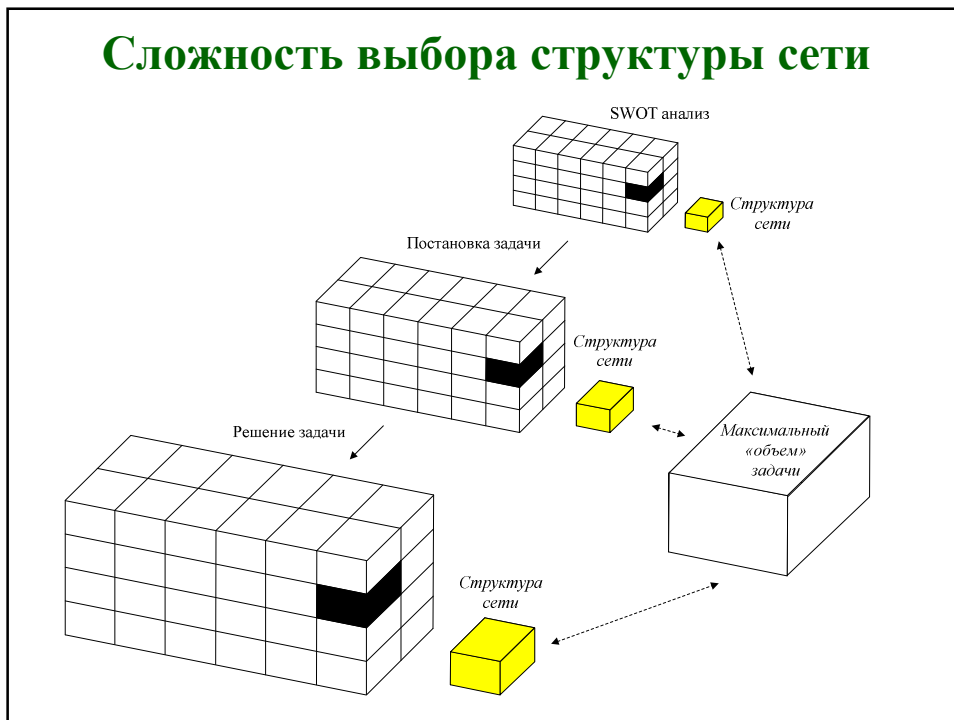 Сложность выбора структуры сети
SWOT анализ
Структура
сети
Постановка задачи
Структура
сети
Решение задачи
Максимальный
«объем»
задачи
Структура
сети